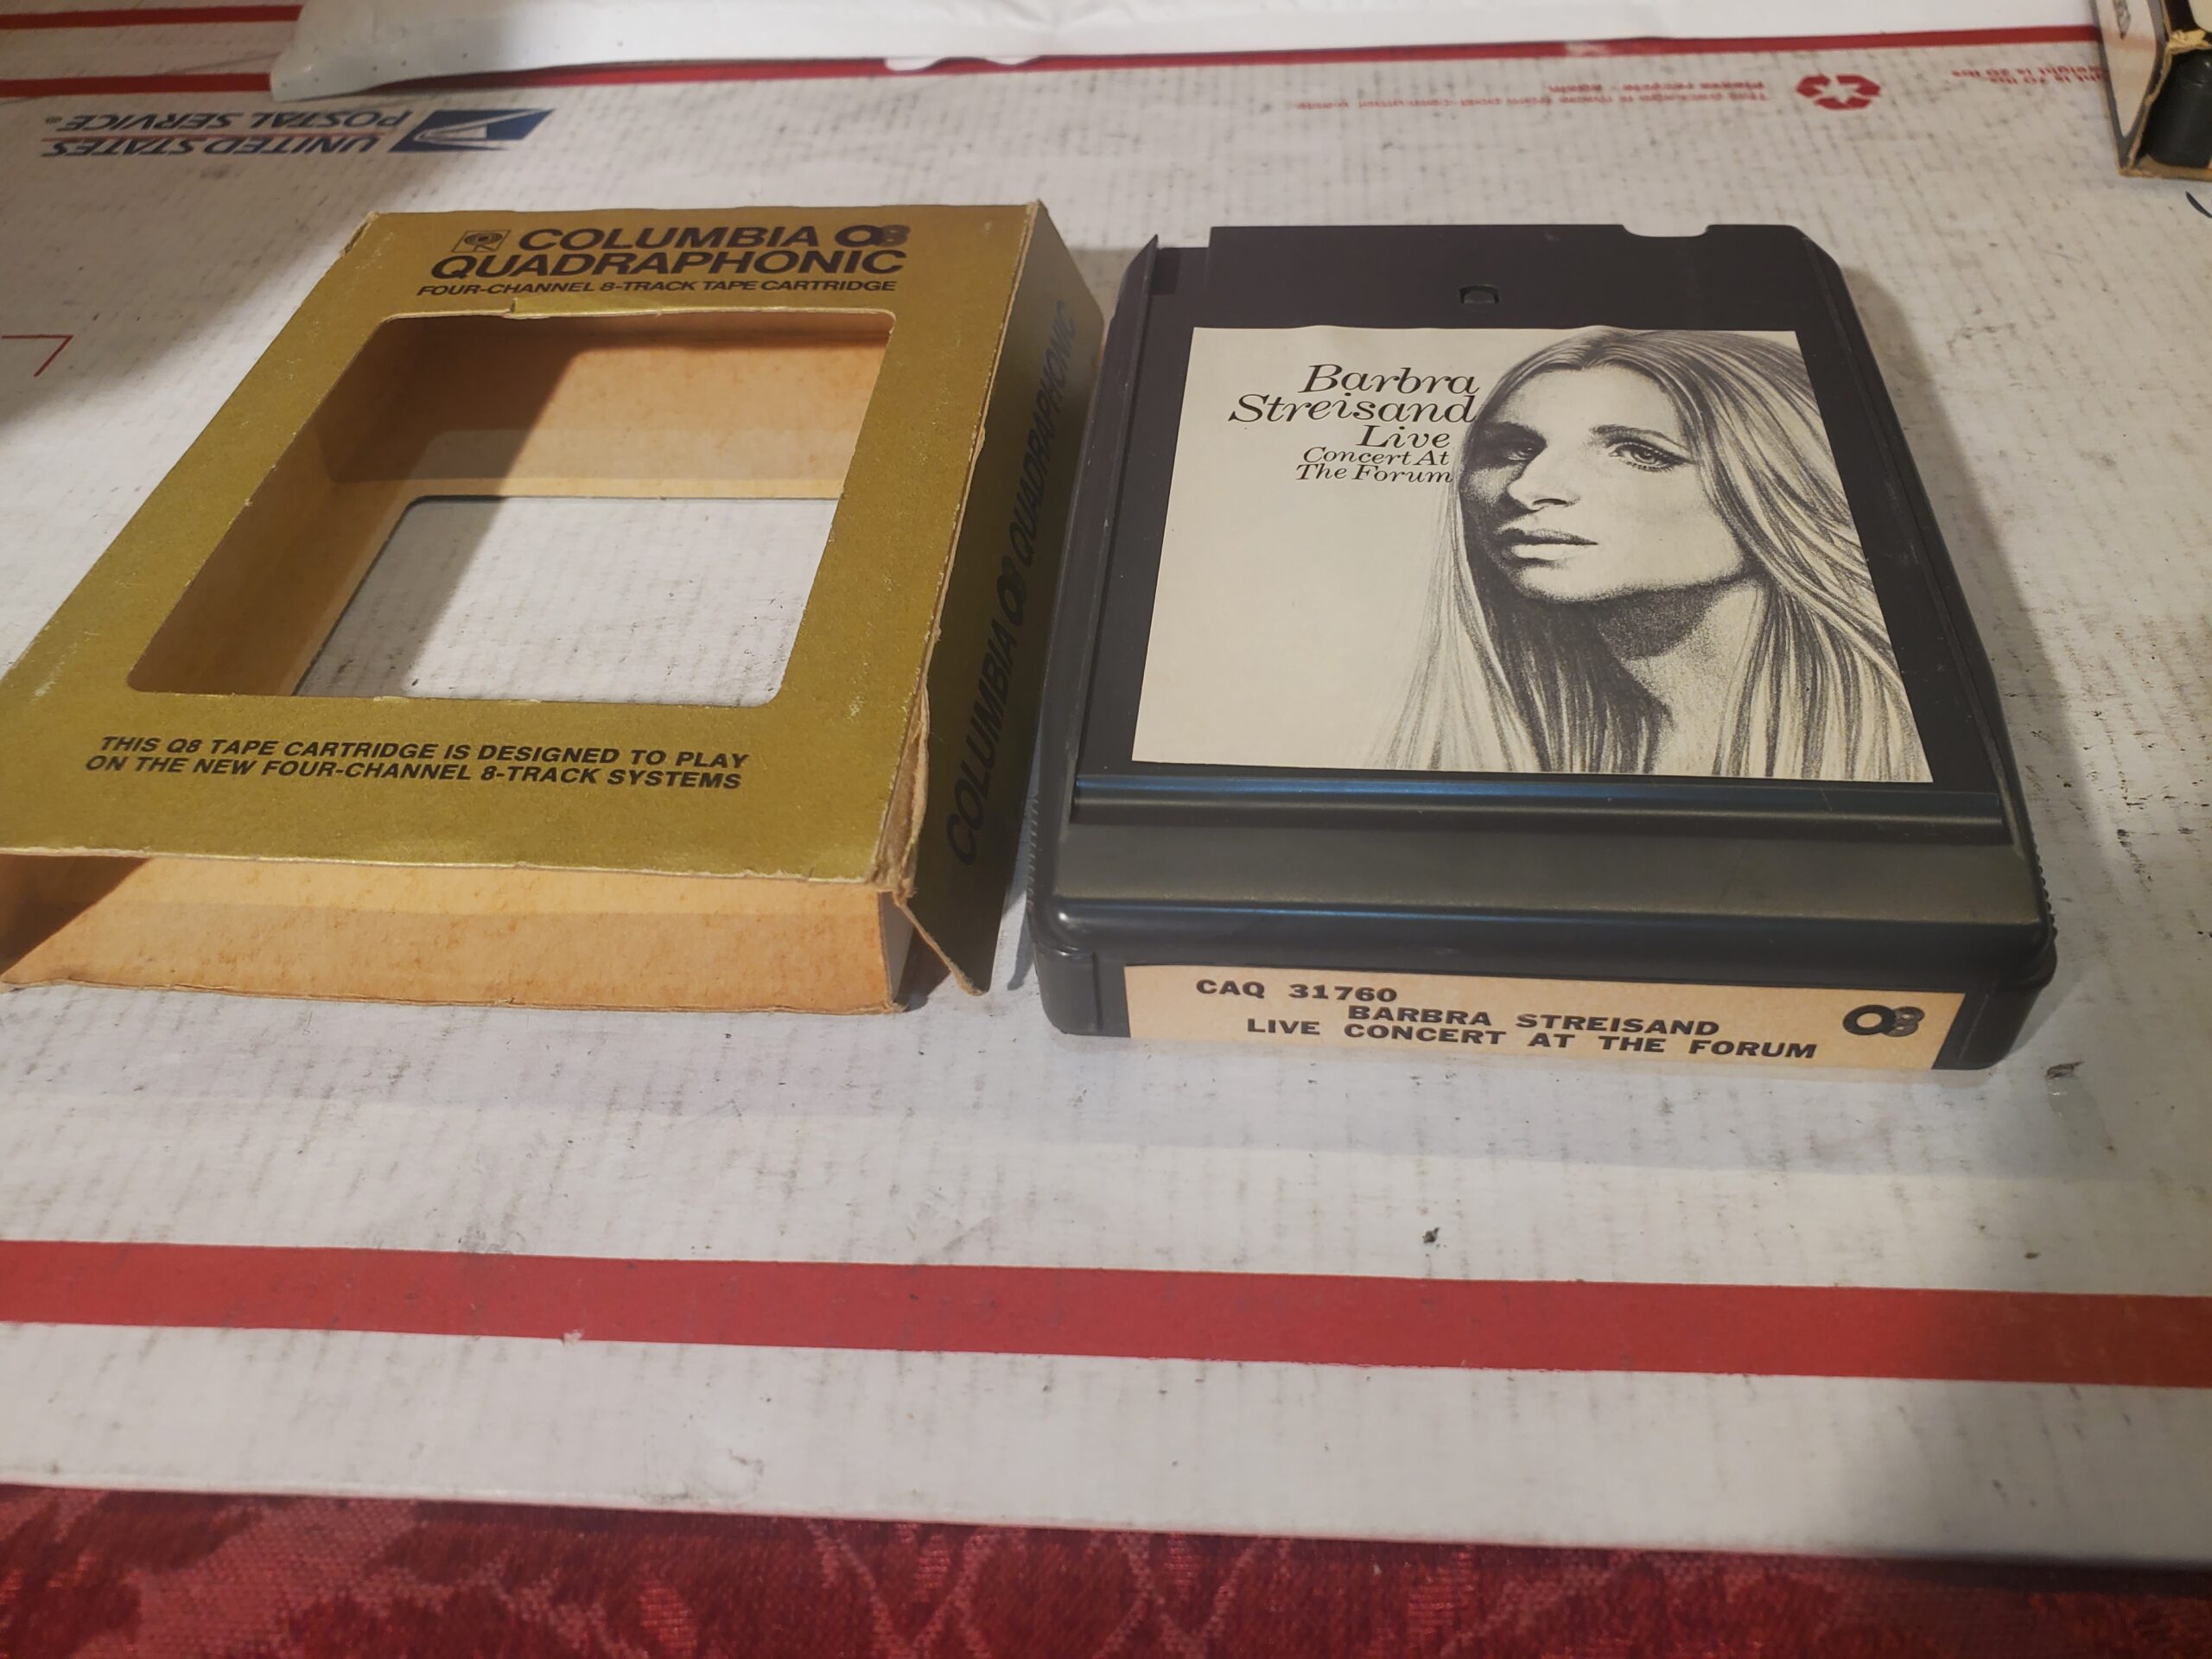 UNITED STATES
POSTAL SERVICE®
COLUMBIA Q8
QUADRAPHONIC
FOUR-CHANNEL 8-TRACK TAPE CARTRIDGE
THIS Q8 TAPE CARTRIDGE IS DESIGNED TO PLAY
ON THE NEW FOUR-CHANNEL 8-TRACK SYSTEMS
COLUMBIA Q8 QUADRAPHONIC
Barbra
Streisand
Live
Concert At
The Forum
CAQ 31760
BARBRA STREISAND
LIVE CONCERT AT THE FORUM
Q8